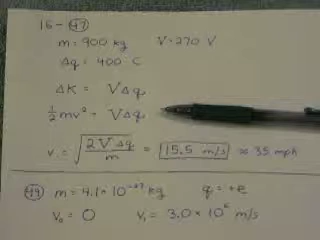 16 - 47
m = 900 kg   V = 270 V
Δq = 400 C
ΔK = VΔq
½mv² = VΔq
v = √(2VΔq/m) = 15.5 m/s ≈ 35 mph
49 m = 4.1 × 10⁻²⁷ kg   q = +e
v₀ = 0   v₁ = 3.0 × 10⁶ m/s